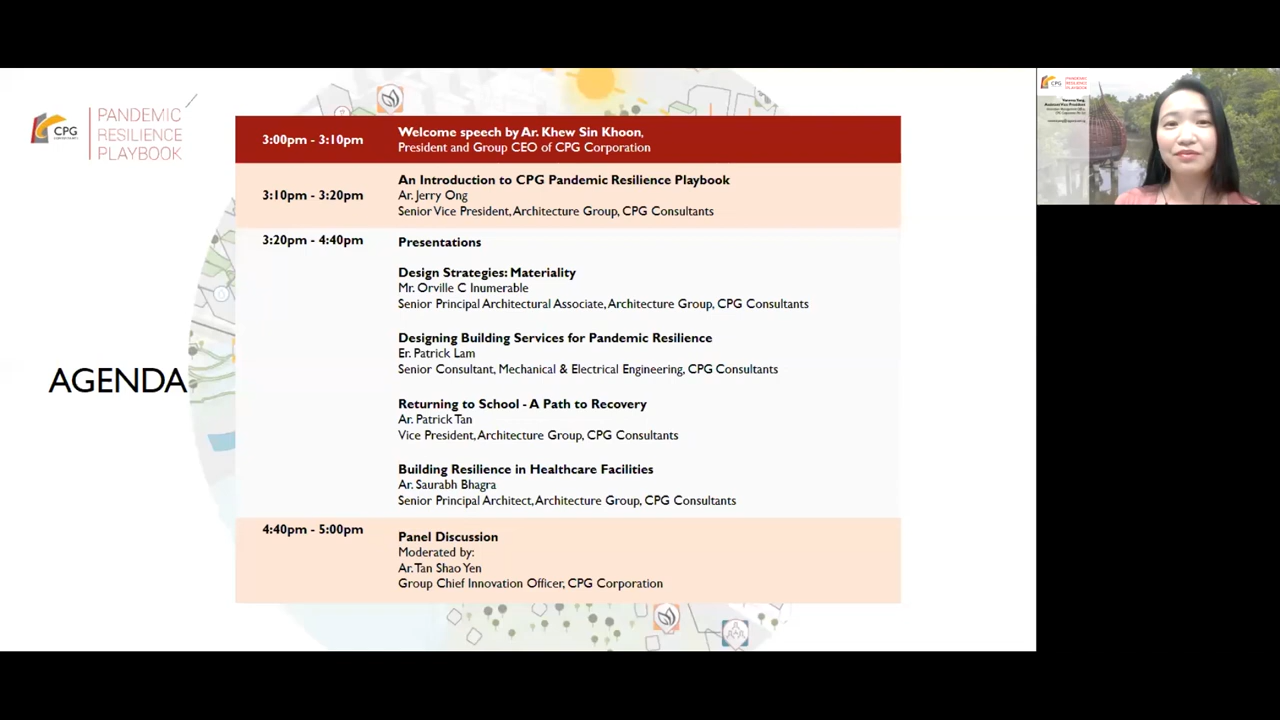 CPG
PANDEMIC
RESILIENCE
PLAYBOOK
AGENDA
3:00pm - 3:10pm
Welcome speech by Ar. Khew Sin Khoon,
President and Group CEO of CPG Corporation
3:10pm - 3:20pm
An Introduction to CPG Pandemic Resilience Playbook
Ar. Jerry Ong
Senior Vice President, Architecture Group, CPG Consultants
3:20pm - 4:40pm
Presentations
Design Strategies: Materiality
Mr. Orville C Inumerable
Senior Principal Architectural Associate, Architecture Group, CPG Consultants
Designing Building Services for Pandemic Resilience
Er. Patrick Lam
Senior Consultant, Mechanical & Electrical Engineering, CPG Consultants
Returning to School - A Path to Recovery
Ar. Patrick Tan
Vice President, Architecture Group, CPG Consultants
Building Resilience in Healthcare Facilities
Ar. Saurabh Bhagra
Senior Principal Architect, Architecture Group, CPG Consultants
4:40pm - 5:00pm
Panel Discussion
Moderated by:
Ar. Tan Shao Yen
Group Chief Innovation Officer, CPG Corporation
CPG
PANDEMIC
RESILIENCE
PLAYBOOK